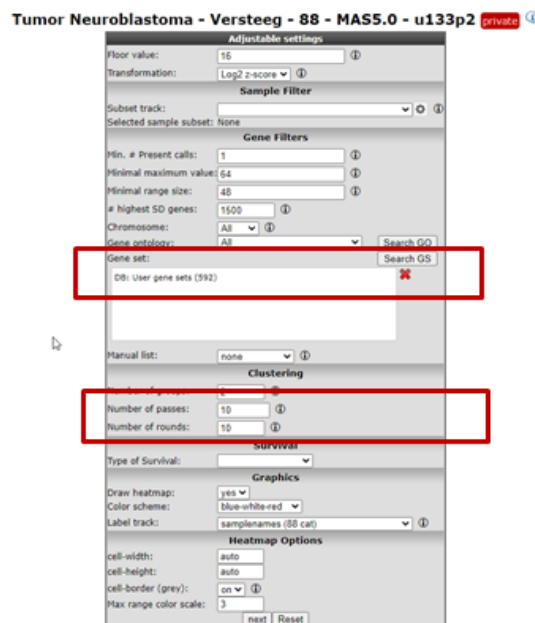 Tumor Neuroblastoma - Versteeg - 88 - MAS5.0 - u133p2 private
Adjustable settings
Floor value: 16
Transformation: Log2 z-score
Sample Filter
Subset track:
Selected sample subset: None
Gene Filters
Min. # Present calls: 1
Minimal maximum value: 64
Minimal range size: 48
# highest SD genes: 1500
Chromosome: All
Gene ontology: All Search GO
Gene set: Search GS
DB: User gene sets (592)
Manual list: none
Clustering
Number of groups: 2
Number of passes: 10
Number of rounds: 10
Survival
Type of Survival:
Graphics
Draw heatmap: yes
Color scheme: blue-white-red
Label track: samplenames (88 cat)
Heatmap Options
cell-width: auto
cell-height: auto
cell-border (grey): on
Max range color scale: 3
next Reset